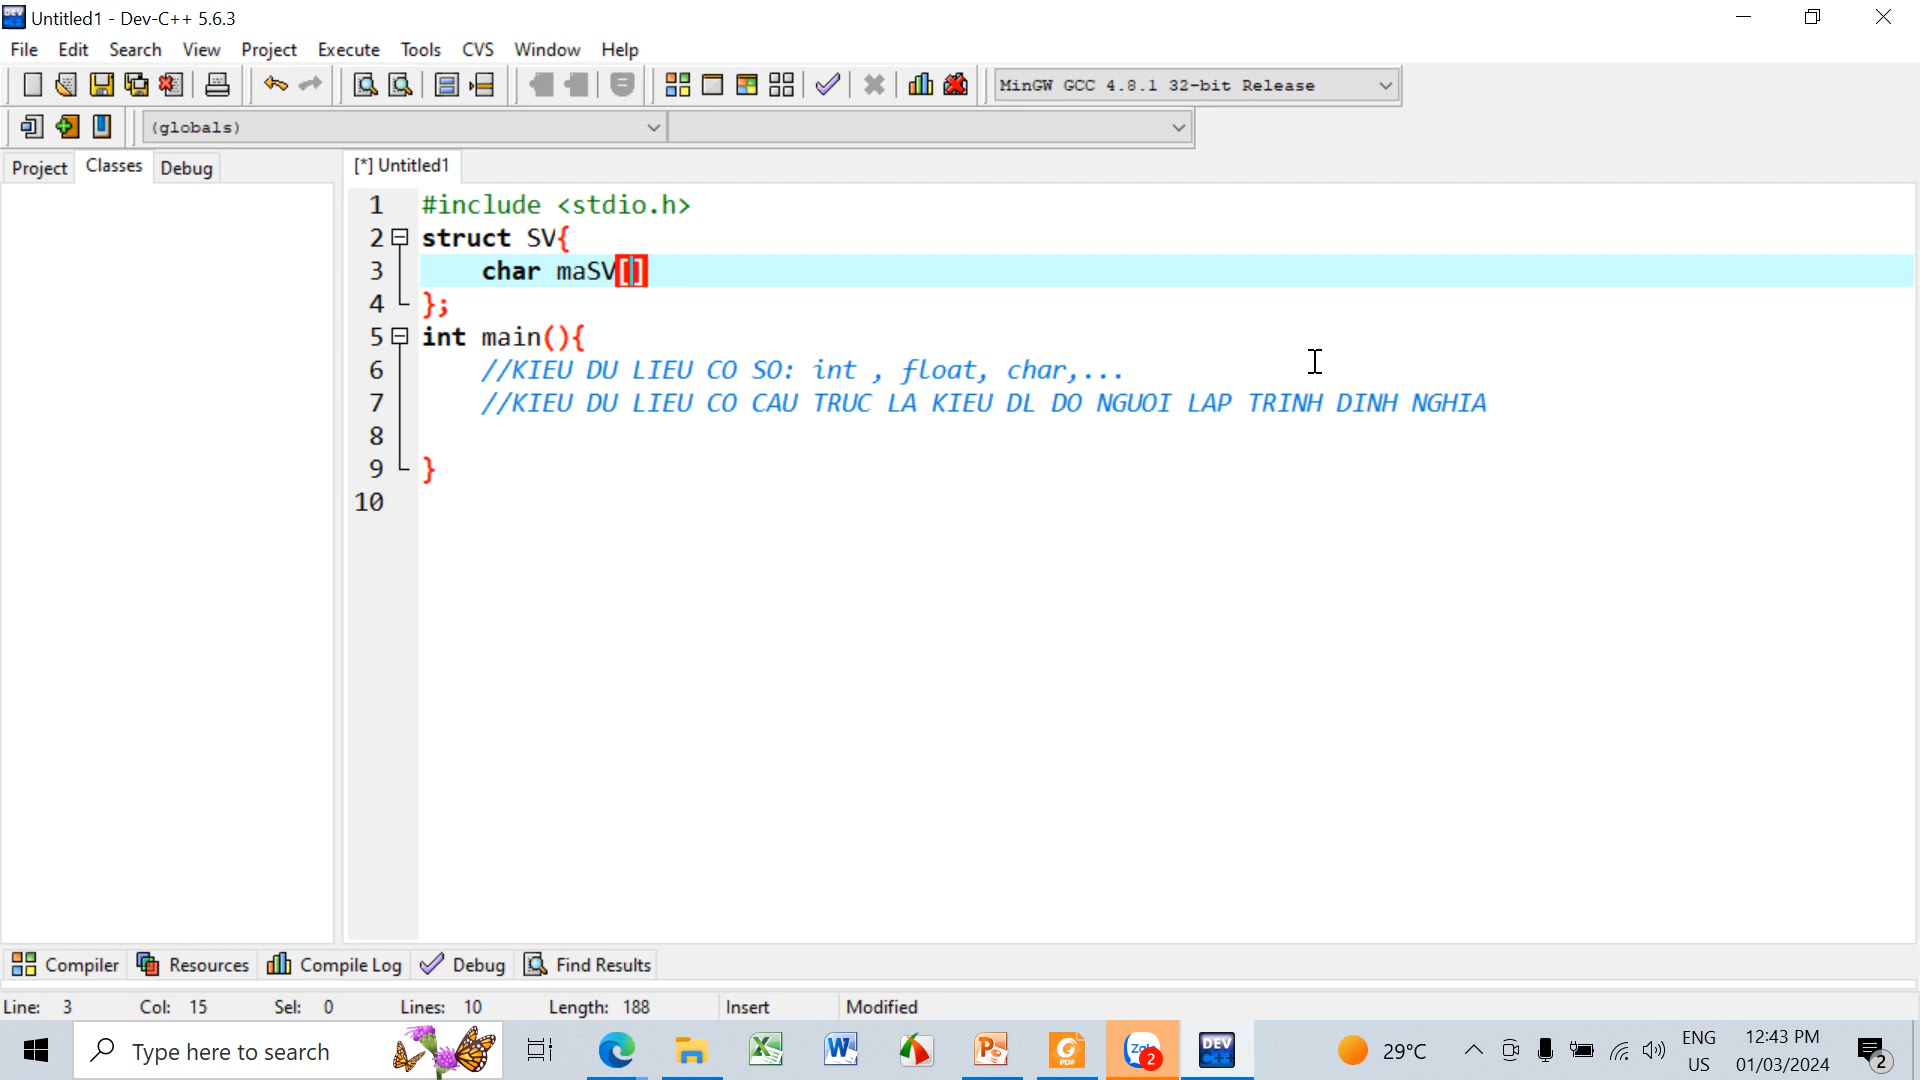 Untitled1 - Dev-C++ 5.6.3
File Edit Search View Project Execute Tools CVS Window Help
MinGW GCC 4.8.1 32-bit Release
(globals)
Project Classes Debug
[*] Untitled1
1 #include <stdio.h>
2 struct SV{
3 char maSV[]
4 };
5 int main(){
6 //KIEU DU LIEU CO SO: int , float, char,...
7 //KIEU DU LIEU CO CAU TRUC LA KIEU DL DO NGUOI LAP TRINH DINH NGHIA
8
9 }
10
Compiler Resources Compile Log Debug Find Results
Line: 3 Col: 15 Sel: 0 Lines: 10 Length: 188 Insert Modified
Type here to search
Zalo
2
DEV
C++
29°C
ENG
US
12:43 PM
01/03/2024
2